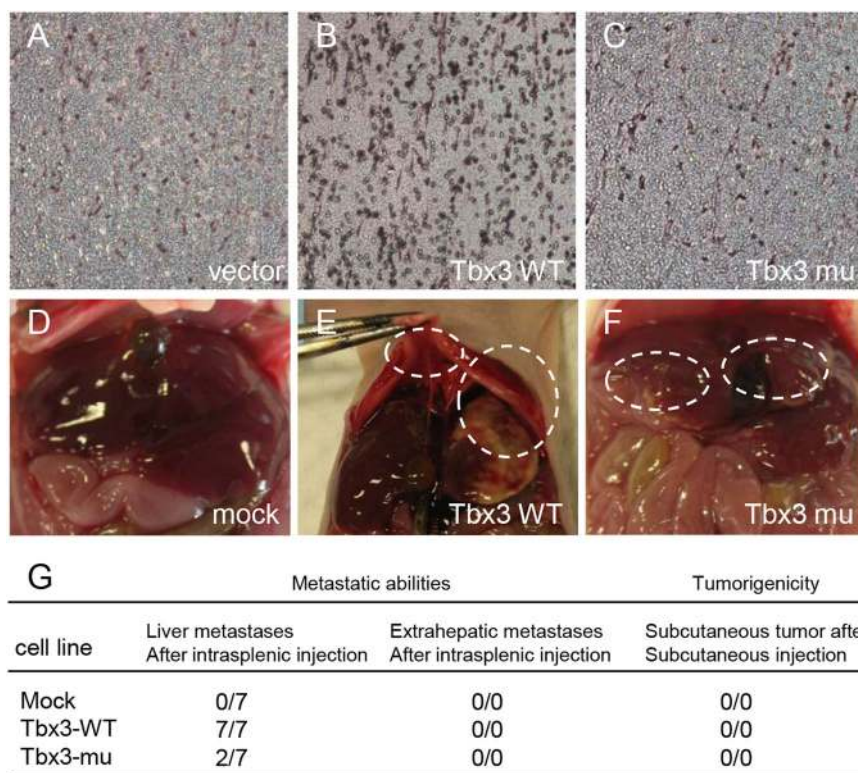 A
B
C
vector
Tbx3 WT
Tbx3 mu
D
E
F
mock
Tbx3 WT
Tbx3 mu
G
Metastatic abilities Tumorigenicity
cell line
Liver metastases
After intrasplenic injection
Extrahepatic metastases
After intrasplenic injection
Subcutaneous tumor afte
Subcutaneous injection
Mock 0/7 0/0 0/0
Tbx3-WT 7/7 0/0 0/0
Tbx3-mu 2/7 0/0 0/0